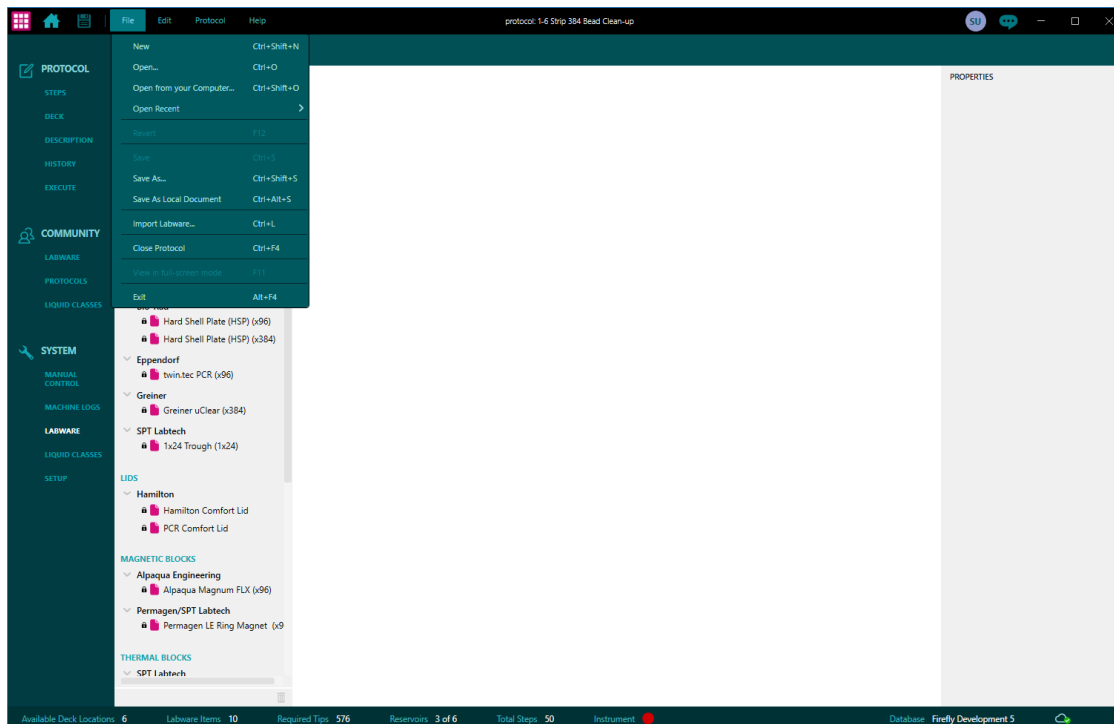 File Edit Protocol Help protocol: 1-6 Strip 384 Bead Clean-up SU
New Ctrl+Shift+N
Open... Ctrl+O
Open from your Computer... Ctrl+Shift+O
Open Recent
Revert F12
Save Ctrl+S
Save As... Ctrl+Shift+S
Save As Local Document Ctrl+Alt+S
Import Labware... Ctrl+L
Close Protocol Ctrl+F4
View in full-screen mode F11
Exit Alt+F4
PROTOCOL
STEPS
DECK
DESCRIPTION
HISTORY
EXECUTE
COMMUNITY
LABWARE
PROTOCOLS
LIQUID CLASSES
SYSTEM
MANUAL
CONTROL
MACHINE LOGS
LABWARE
LIQUID CLASSES
SETUP
Hard Shell Plate (HSP) (x96)
Hard Shell Plate (HSP) (x384)
Eppendorf
twin.tec PCR (x96)
Greiner
Greiner uClear (x384)
SPT Labtech
1x24 Trough (1x24)
LIDS
Hamilton
Hamilton Comfort Lid
PCR Comfort Lid
MAGNETIC BLOCKS
Alpaqua Engineering
Alpaqua Magnum FLX (x96)
Permagen/SPT Labtech
Permagen LE Ring Magnet (x9
THERMAL BLOCKS
SPT Labtech
PROPERTIES
Available Deck Locations 6 Labware Items 10 Required Tips 576 Reservoirs 3 of 6 Total Steps 50 Instrument Database Firefly Development 5